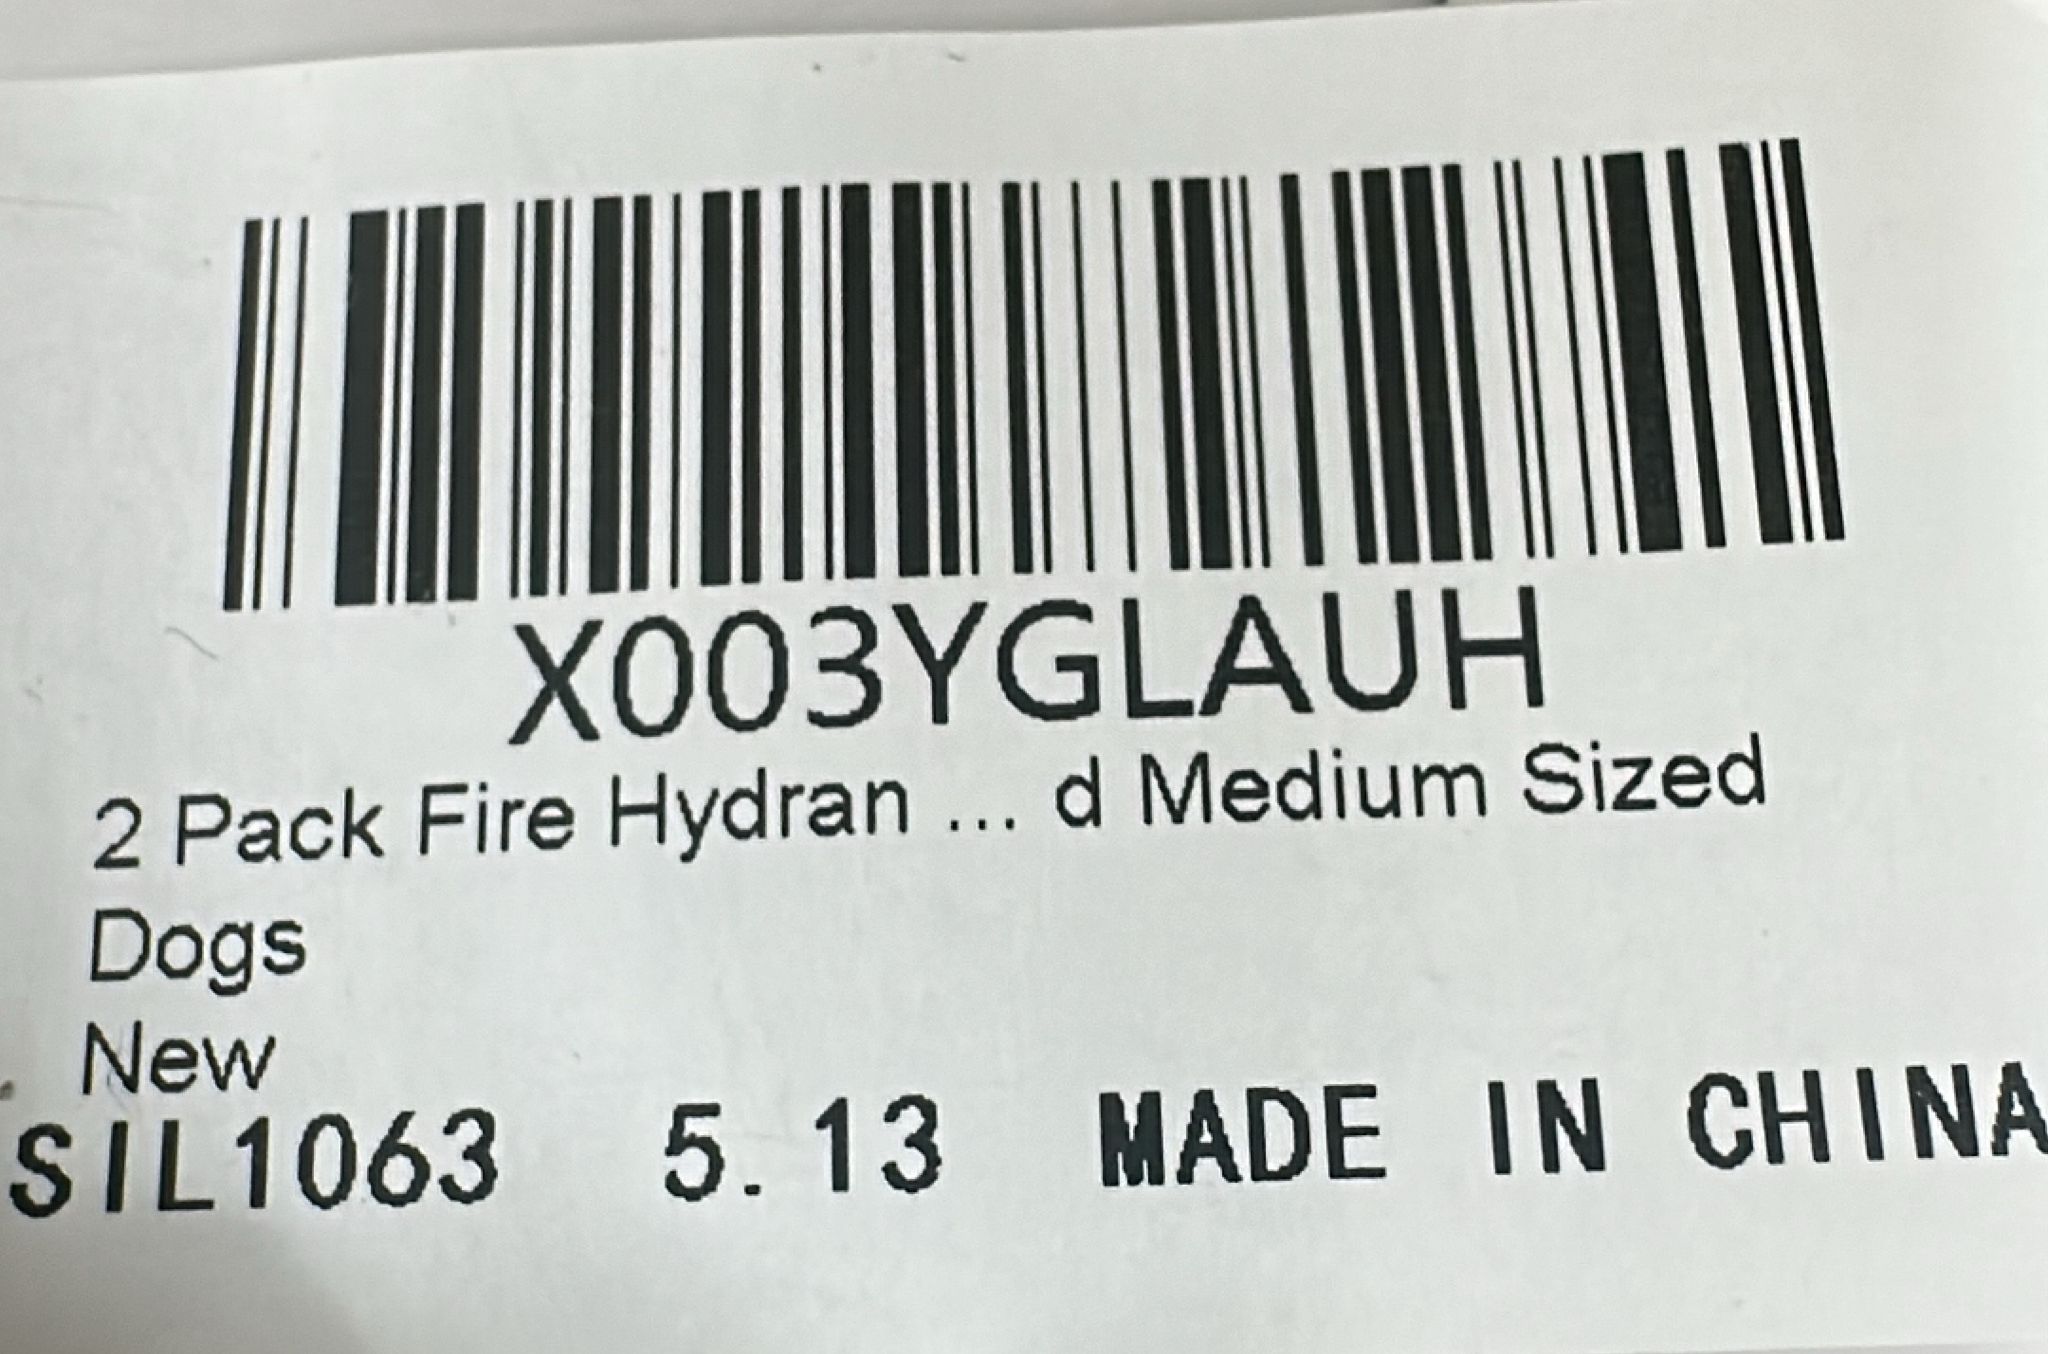 X003YGLAUH
2 Pack Fire Hydran ... d Medium Sized
Dogs
New
SIL1063 5.13 MADE IN CHINA